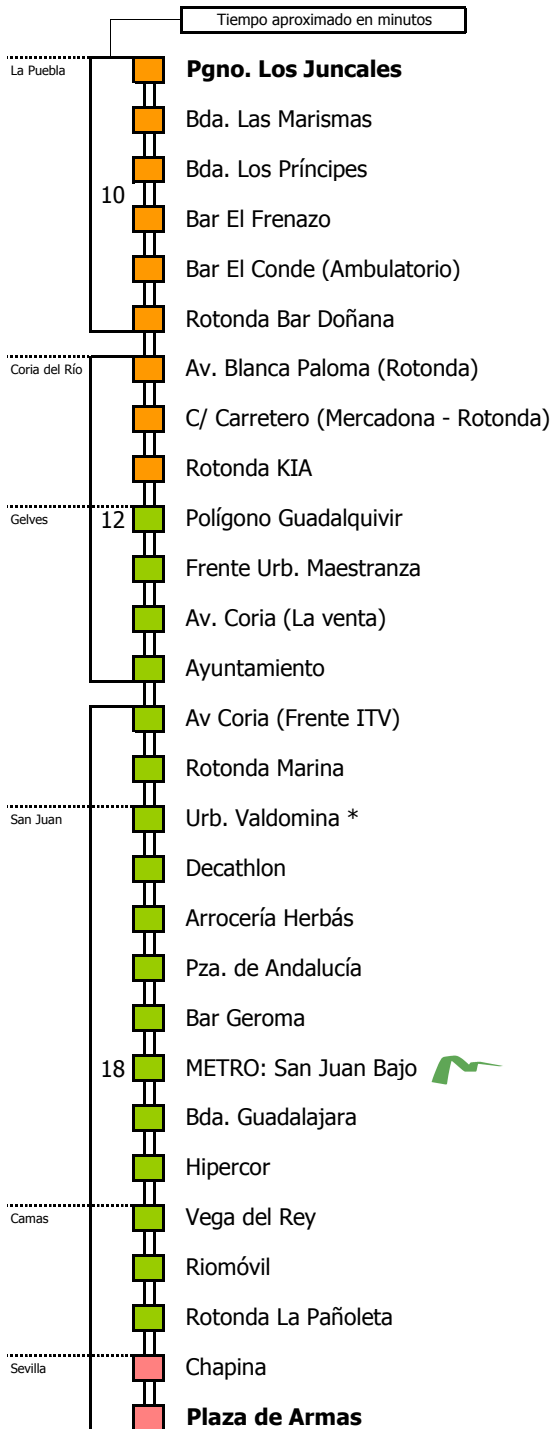 Tiempo aproximado en minutos
La Puebla
Pgno. Los Juncales
Bda. Las Marismas
Bda. Los Príncipes
10
Bar El Frenazo
Bar El Conde (Ambulatorio)
Rotonda Bar Doñana
Coria del Río
Av. Blanca Paloma (Rotonda)
C/ Carretero (Mercadona - Rotonda)
Rotonda KIA
Gelves
12
Polígono Guadalquivir
Frente Urb. Maestranza
Av. Coria (La venta)
Ayuntamiento
Av Coria (Frente ITV)
Rotonda Marina
San Juan
Urb. Valdomina *
Decathlon
Arrocería Herbás
Pza. de Andalucía
Bar Geroma
18
METRO: San Juan Bajo
Bda. Guadalajara
Hipercor
Camas
Vega del Rey
Riomóvil
Rotonda La Pañoleta
Sevilla
Chapina
Plaza de Armas